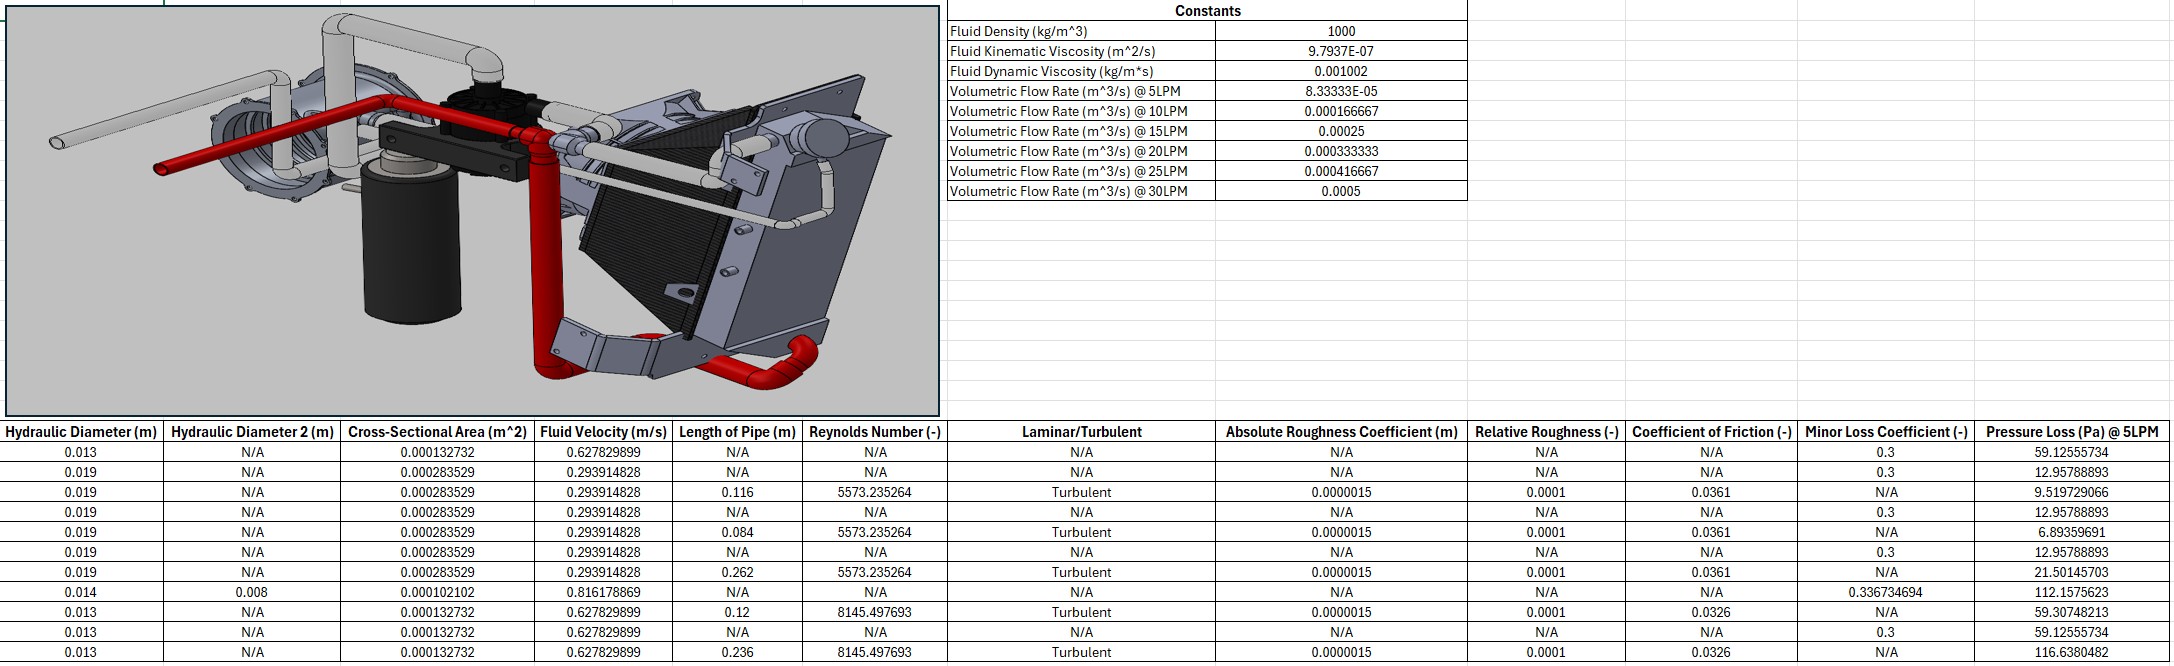 Constants
Fluid Density (kg/m^3) 1000
Fluid Kinematic Viscosity (m^2/s) 9.7937E-07
Fluid Dynamic Viscosity (kg/m*s) 0.001002
Volumetric Flow Rate (m^3/s) @ 5LPM 8.33333E-05
Volumetric Flow Rate (m^3/s) @ 10LPM 0.000166667
Volumetric Flow Rate (m^3/s) @ 15LPM 0.00025
Volumetric Flow Rate (m^3/s) @ 20LPM 0.000333333
Volumetric Flow Rate (m^3/s) @ 25LPM 0.000416667
Volumetric Flow Rate (m^3/s) @ 30LPM 0.0005
Hydraulic Diameter (m) Hydraulic Diameter 2 (m) Cross-Sectional Area (m^2) Fluid Velocity (m/s) Length of Pipe (m) Reynolds Number (-) Laminar/Turbulent Absolute Roughness Coefficient (m) Relative Roughness (-) Coefficient of Friction (-) Minor Loss Coefficient (-) Pressure Loss (Pa) @ 5LPM
0.013 N/A 0.000132732 0.627829899 N/A N/A N/A N/A N/A N/A 0.3 59.12555734
0.019 N/A 0.000283529 0.293914828 N/A N/A N/A N/A N/A N/A 0.3 12.95788893
0.019 N/A 0.000283529 0.293914828 0.116 5573.235264 Turbulent 0.0000015 0.0001 0.0361 N/A 9.519729066
0.019 N/A 0.000283529 0.293914828 N/A N/A N/A N/A N/A N/A 0.3 12.95788893
0.019 N/A 0.000283529 0.293914828 0.084 5573.235264 Turbulent 0.0000015 0.0001 0.0361 N/A 6.89359691
0.019 N/A 0.000283529 0.293914828 N/A N/A N/A N/A N/A N/A 0.3 12.95788893
0.019 N/A 0.000283529 0.293914828 0.262 5573.235264 Turbulent 0.0000015 0.0001 0.0361 N/A 21.50145703
0.014 0.008 0.000102102 0.816178869 N/A N/A N/A N/A N/A N/A 0.336734694 112.1575623
0.013 N/A 0.000132732 0.627829899 0.12 8145.497693 Turbulent 0.0000015 0.0001 0.0326 N/A 59.30748213
0.013 N/A 0.000132732 0.627829899 N/A N/A N/A N/A N/A N/A 0.3 59.12555734
0.013 N/A 0.000132732 0.627829899 0.236 8145.497693 Turbulent 0.0000015 0.0001 0.0326 N/A 116.6380482